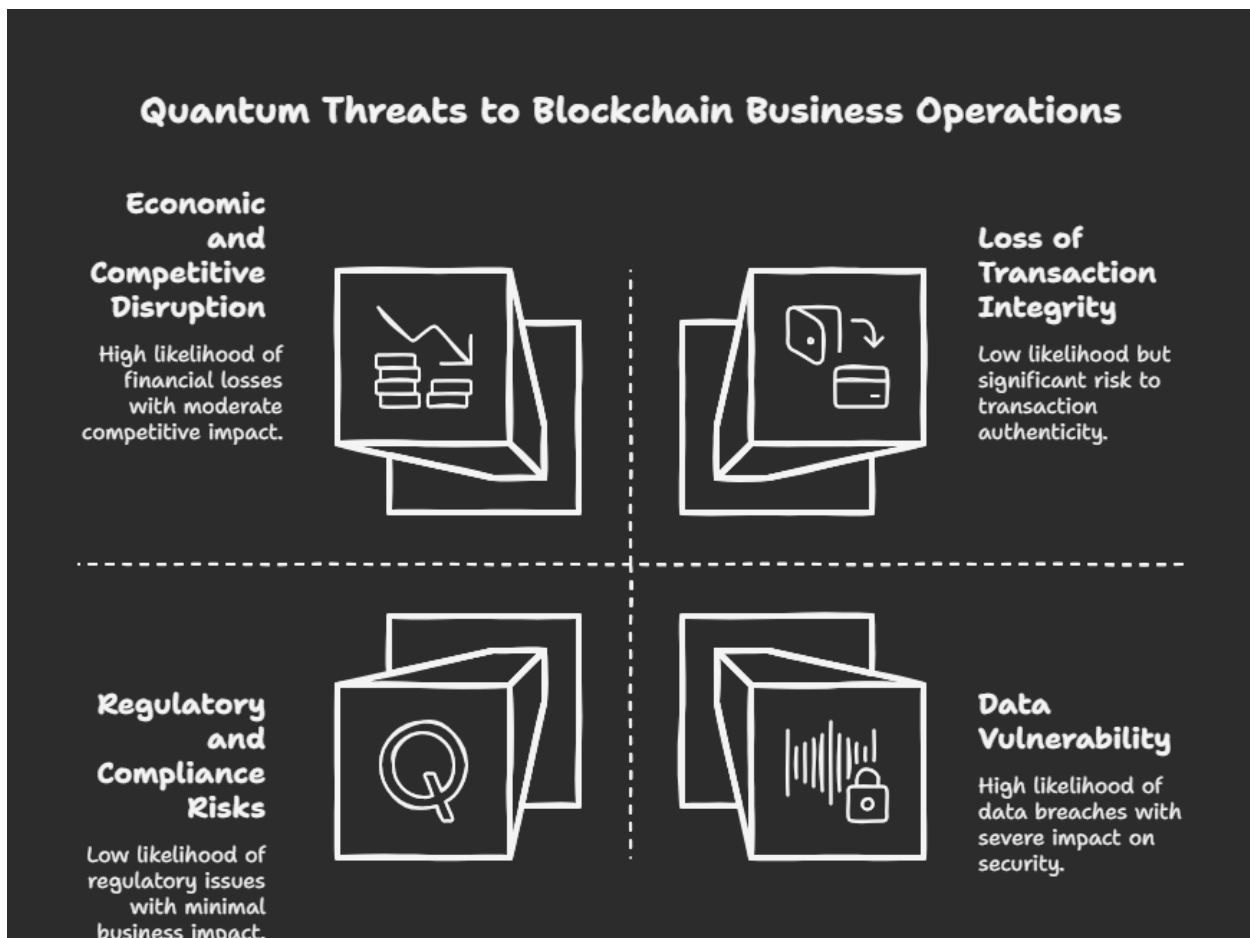 Quantum Threats to Blockchain Business Operations
Economic
and
Competitive
Disruption
High likelihood of
financial losses
with moderate
competitive impact.
Loss of
Transaction
Integrity
Low likelihood but
significant risk to
transaction
authenticity.
Regulatory
and
Compliance
Risks
Low likelihood of
regulatory issues
with minimal
business impact.
Q
Data
Vulnerability
High likelihood of
data breaches with
severe impact on
security.